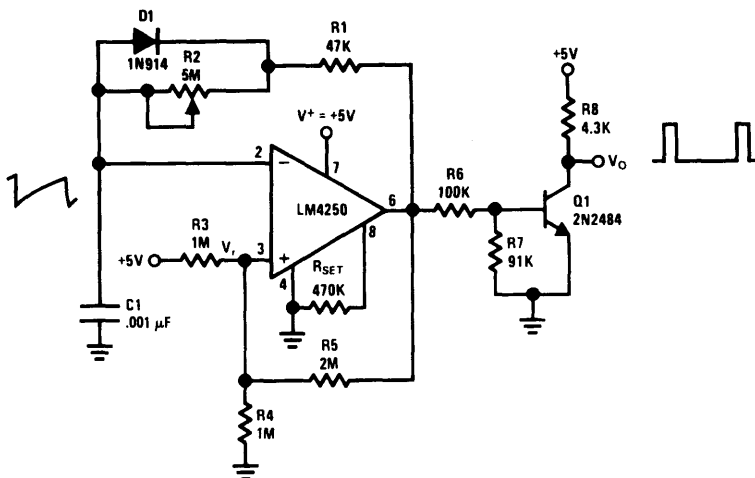 D1
1N914
R2
5M
R1
47K
+5V
R8
4.3K
V⁺ = +5V
VO
2
−
7
LM4250
6
R6
100K
Q1
2N2484
R3
1M
Vr
3
+
8
+5V
4
RSET
470K
R7
91K
C1
.001 μF
R5
2M
R4
1M